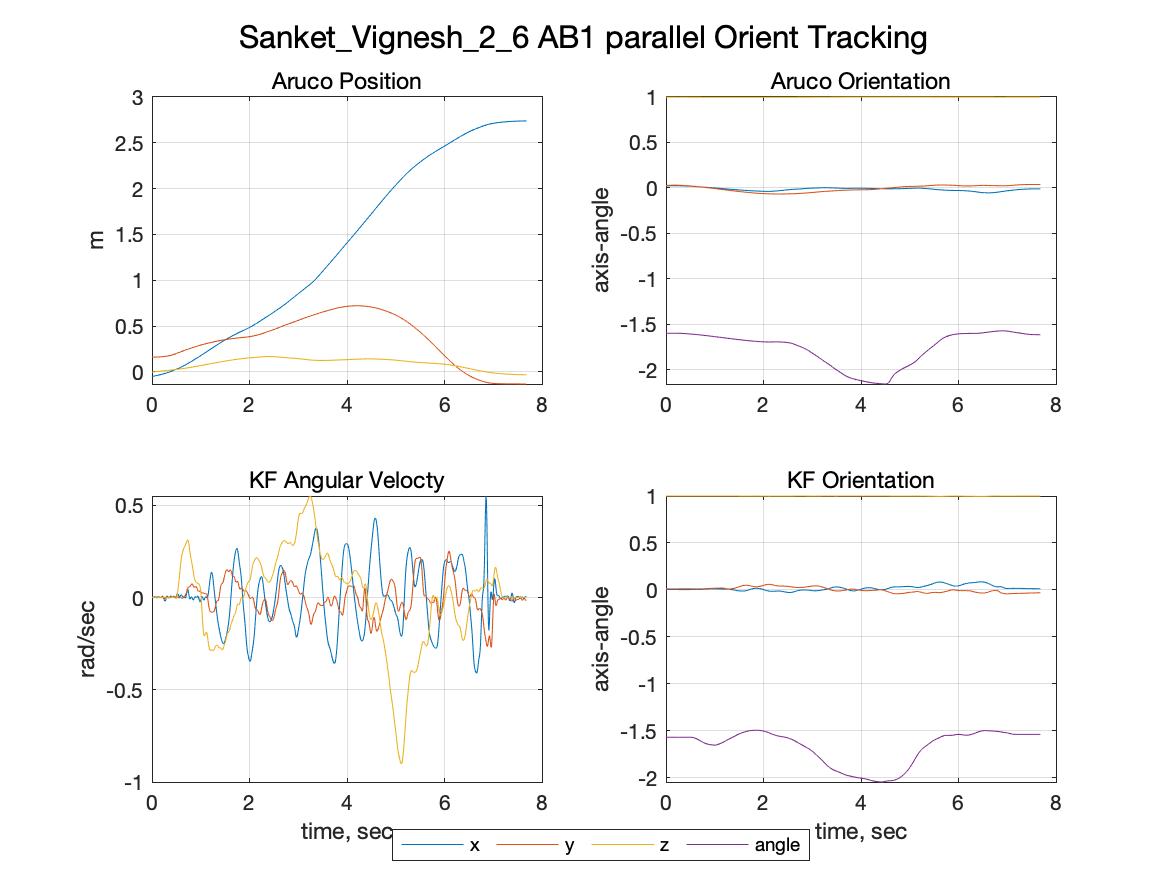 Sanket_Vignesh_2_6 AB1 parallel Orient Tracking
Aruco Position
3
2.5
2
1.5
1
0.5
0
m
0 2 4 6 8
Aruco Orientation
1
0.5
0
-0.5
-1
-1.5
-2
axis-angle
0 2 4 6 8
KF Angular Velocty
0.5
0
-0.5
-1
rad/sec
0 2 4 6 8
time, sec
KF Orientation
1
0.5
0
-0.5
-1
-1.5
-2
axis-angle
0 2 4 6 8
time, sec
x y z angle